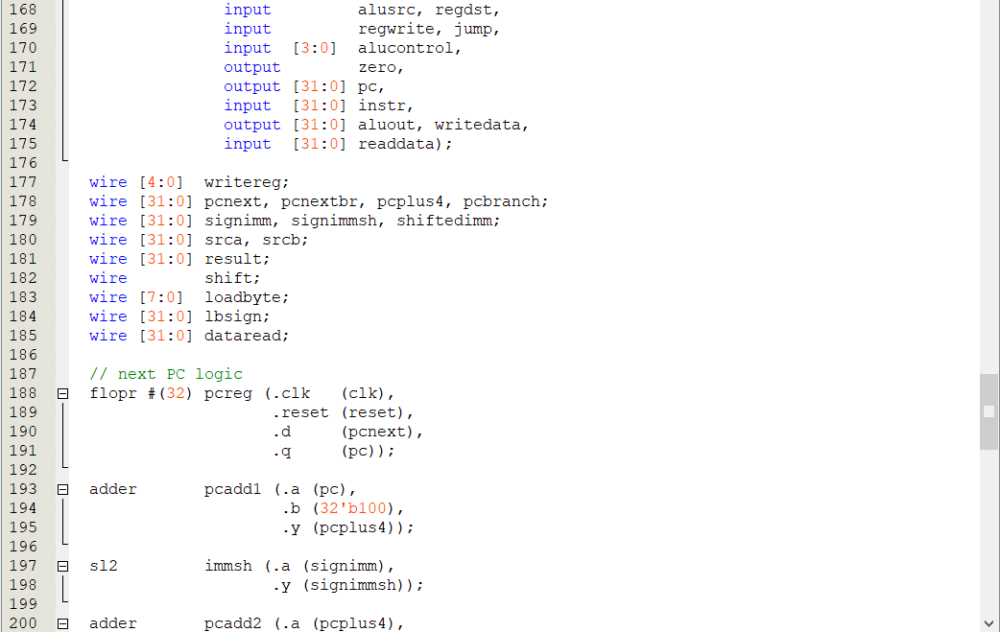 168 input alusrc, regdst,
169 input regwrite, jump,
170 input [3:0] alucontrol,
171 output zero,
172 output [31:0] pc,
173 input [31:0] instr,
174 output [31:0] aluout, writedata,
175 input [31:0] readdata);
176
177 wire [4:0] writereg;
178 wire [31:0] pcnext, pcnextbr, pcplus4, pcbranch;
179 wire [31:0] signimm, signimmsh, shiftedimm;
180 wire [31:0] srca, srcb;
181 wire [31:0] result;
182 wire shift;
183 wire [7:0] loadbyte;
184 wire [31:0] lbsign;
185 wire [31:0] dataread;
186
187 // next PC logic
188 flopr #(32) pcreg (.clk (clk),
189 .reset (reset),
190 .d (pcnext),
191 .q (pc));
192
193 adder pcadd1 (.a (pc),
194 .b (32'b100),
195 .y (pcplus4));
196
197 sl2 immsh (.a (signimm),
198 .y (signimmsh));
199
200 adder pcadd2 (.a (pcplus4),